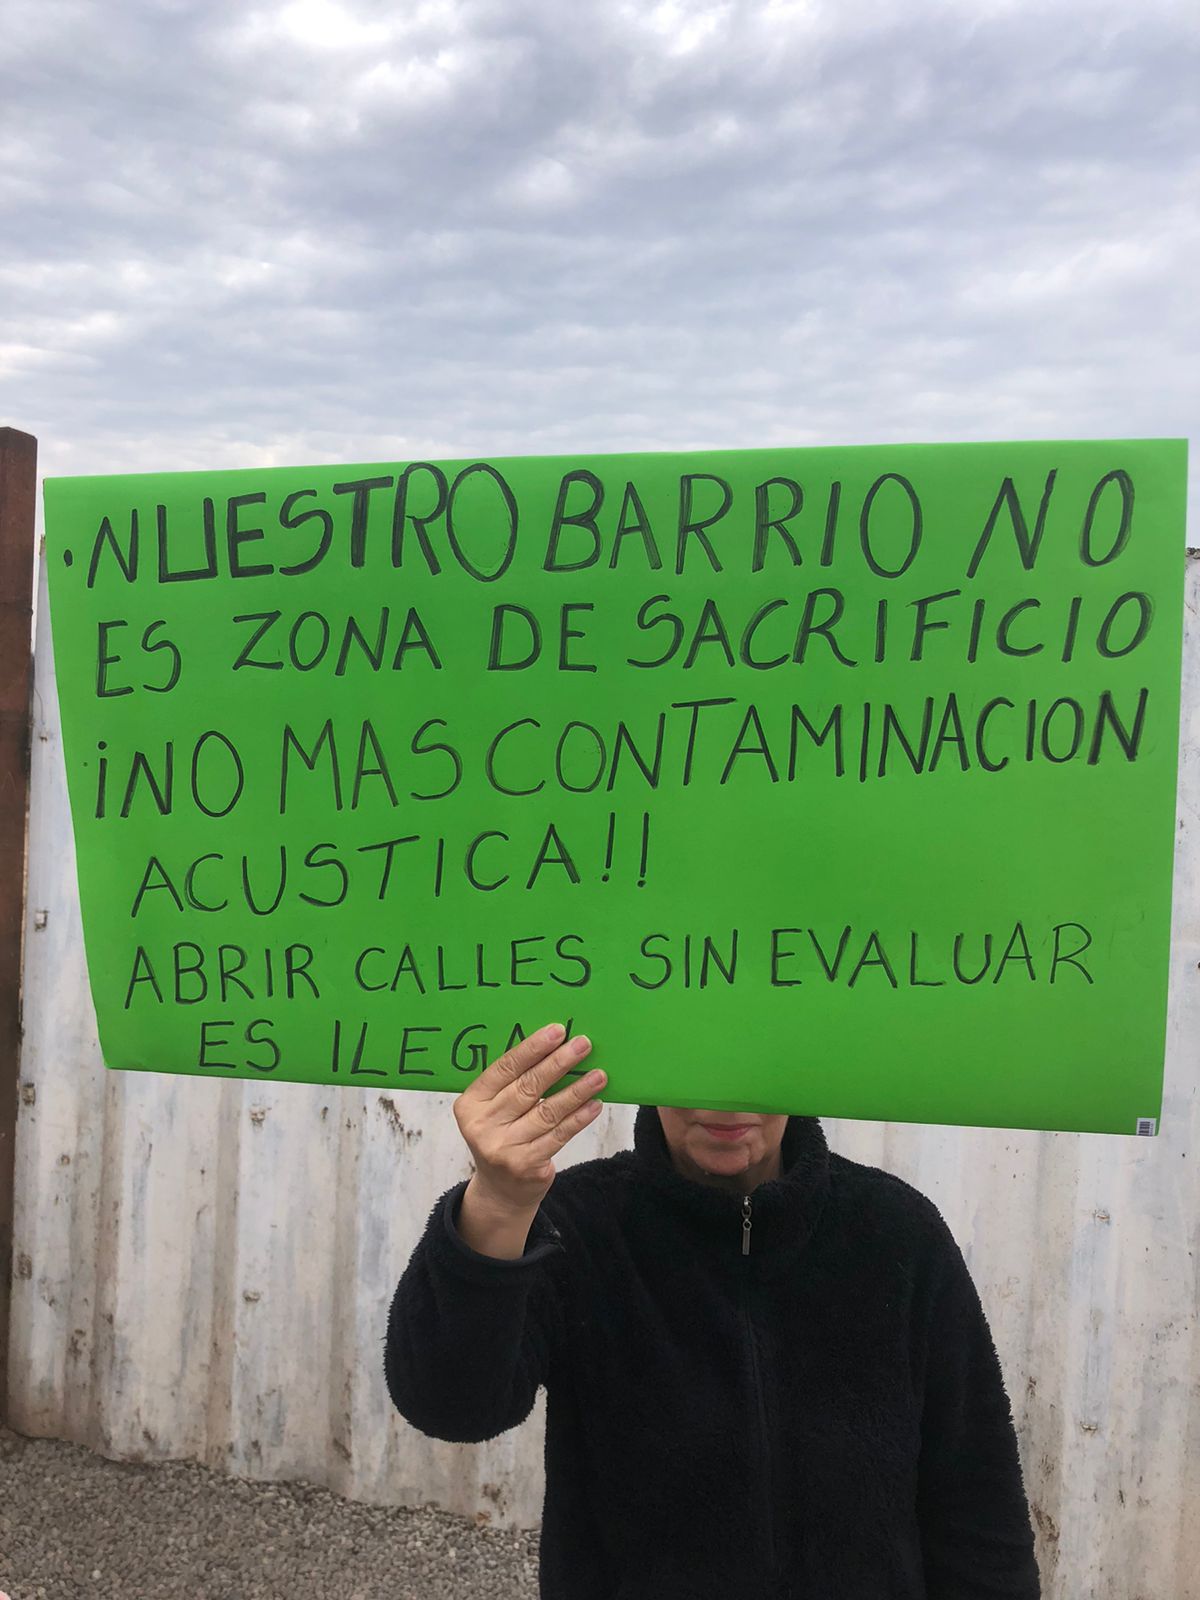 ·NUESTRO BARRIO NO
ES ZONA DE SACRIFICIO
¡NO MAS CONTAMINACION
ACUSTICA!!
ABRIR CALLES SIN EVALUAR
ES ILEGAL